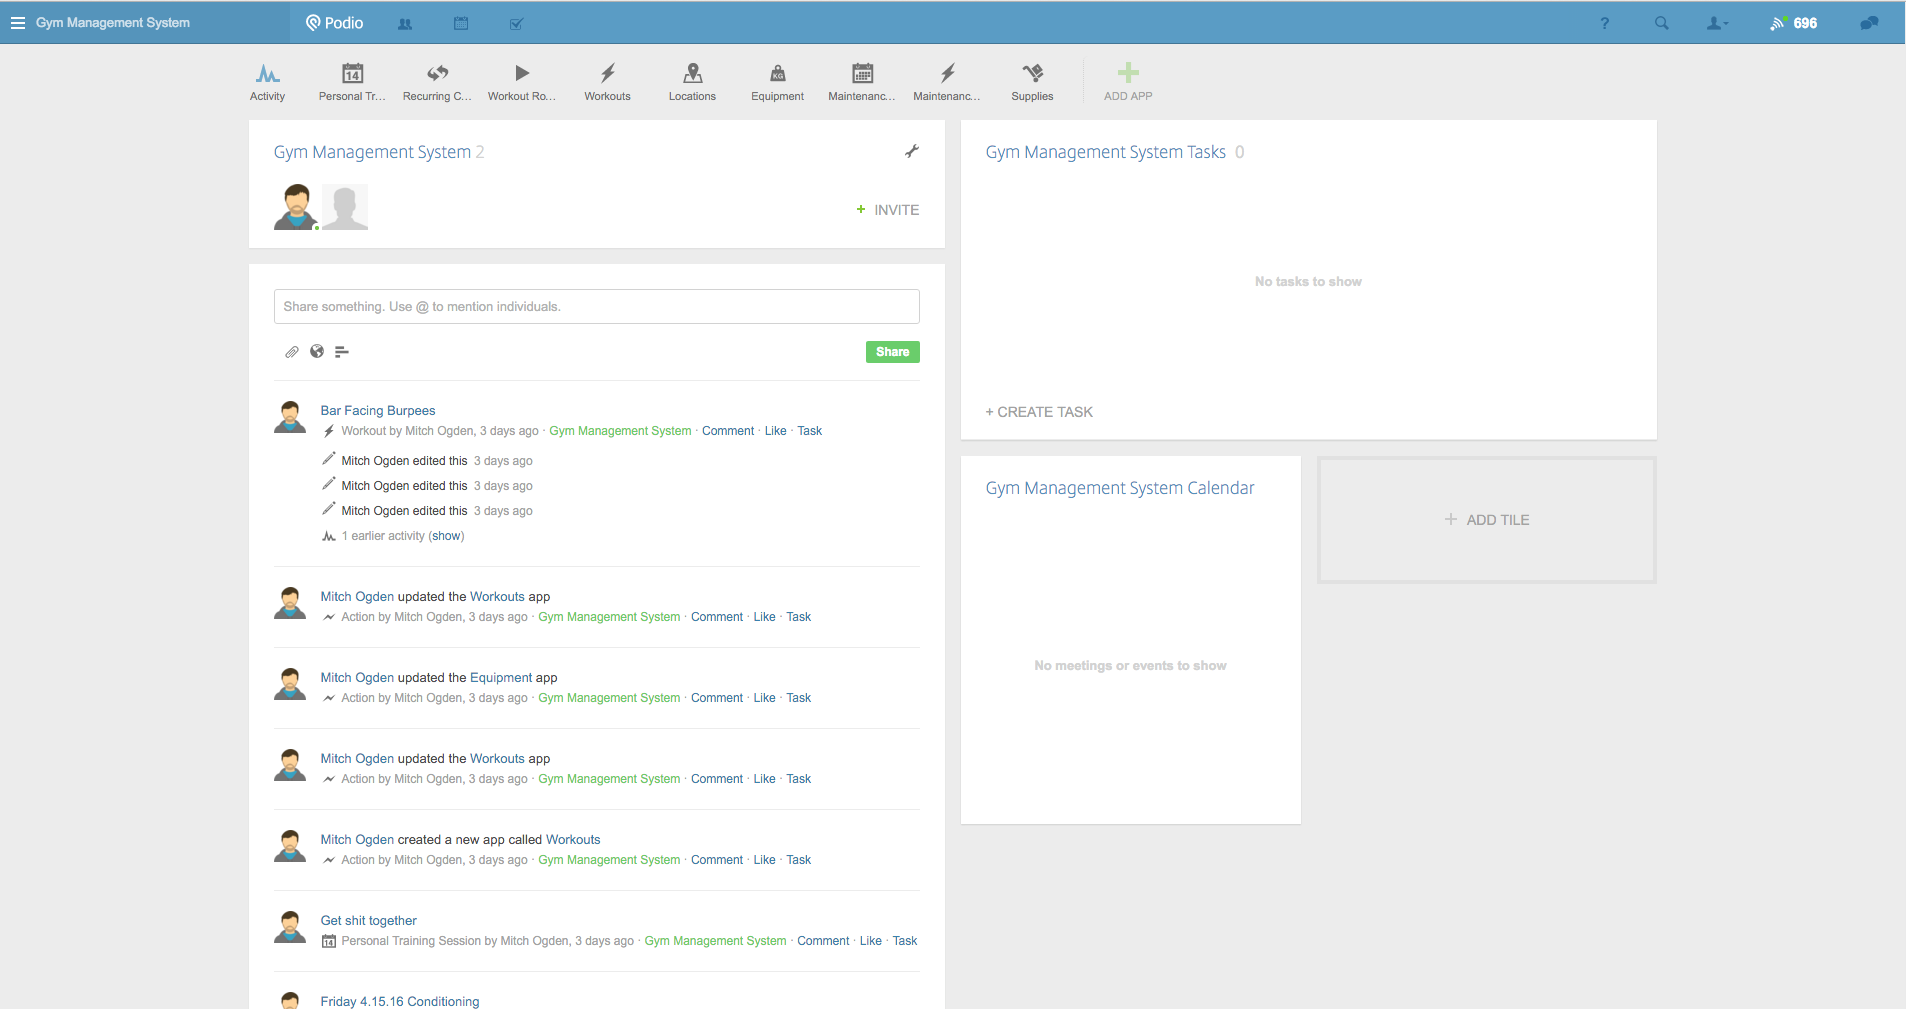 Gym Management System
Podio
? 696
Activity
Personal Tr...
Recurring C...
Workout Ro...
Workouts
Locations
Equipment
Maintenanc...
Maintenanc...
Supplies
ADD APP
Gym Management System 2
+ INVITE
Share something. Use @ to mention individuals.
Share
Bar Facing Burpees
Workout by Mitch Ogden, 3 days ago · Gym Management System · Comment · Like · Task
Mitch Ogden edited this 3 days ago
Mitch Ogden edited this 3 days ago
Mitch Ogden edited this 3 days ago
1 earlier activity (show)
Mitch Ogden updated the Workouts app
Action by Mitch Ogden, 3 days ago · Gym Management System · Comment · Like · Task
Mitch Ogden updated the Equipment app
Action by Mitch Ogden, 3 days ago · Gym Management System · Comment · Like · Task
Mitch Ogden updated the Workouts app
Action by Mitch Ogden, 3 days ago · Gym Management System · Comment · Like · Task
Mitch Ogden created a new app called Workouts
Action by Mitch Ogden, 3 days ago · Gym Management System · Comment · Like · Task
Get shit together
14 Personal Training Session by Mitch Ogden, 3 days ago · Gym Management System · Comment · Like · Task
Friday 4.15.16 Conditioning
Gym Management System Tasks 0
No tasks to show
+ CREATE TASK
Gym Management System Calendar
No meetings or events to show
+ ADD TILE